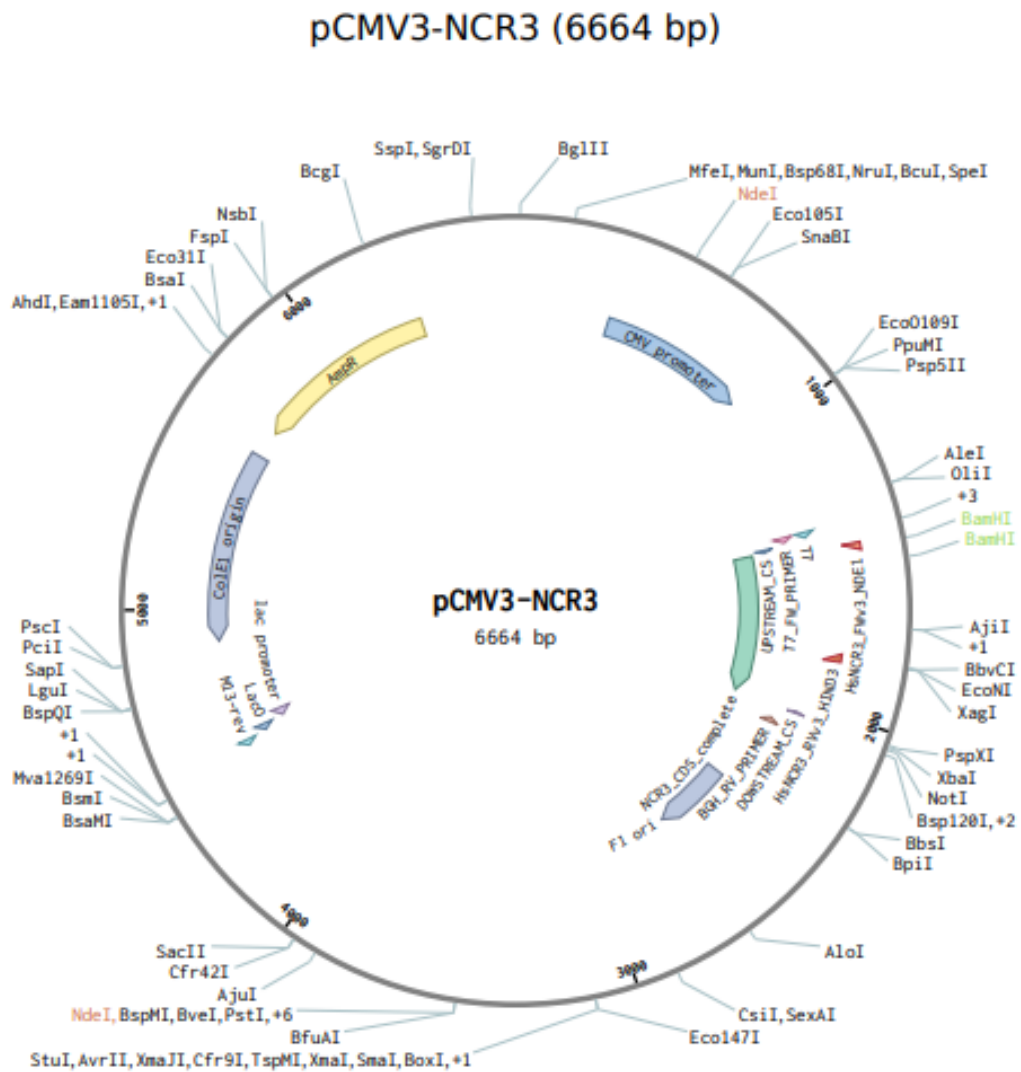 pCMV3-NCR3 (6664 bp)
SspI,SgrDI
BglII
BcgI
MfeI,MunI,Bsp68I,NruI,BcuI,SpeI
NdeI
NsbI
Eco105I
FspI
SnaBI
Eco31I
BsaI
AhdI,Eam1105I,+1
6000
EcoO109I
CMV promoter
PpuMI
AmpR
Psp5II
1000
AleI
OliI
+3
BamHI
ColE1 origin
BamHI
T7
T7_FW_PRIMER
UPSTREAM_CS
HsNCR3_FWv3_NDE1
pCMV3-NCR3
5000
6664 bp
PscI
AjiI
PciI
+1
lac promoter
SapI
BbvCI
LguI
EcoNI
LacO
BspQI
XagI
M13-rev
HsNCR3_RVv3_HIND3
2000
+1
NCR3_CDS_complete
+1
BGH_RV_PRIMER
DOWSTREAM_CS
PspXI
Mva1269I
XbaI
BsmI
NotI
BsaMI
Bsp120I,+2
F1 ori
BbsI
BpiI
4000
SacII
AloI
Cfr42I
3000
AjuI
NdeI,BspMI,BveI,PstI,+6
CsiI,SexAI
BfuAI
Eco147I
StuI,AvrII,XmaJI,Cfr9I,TspMI,XmaI,SmaI,BoxI,+1